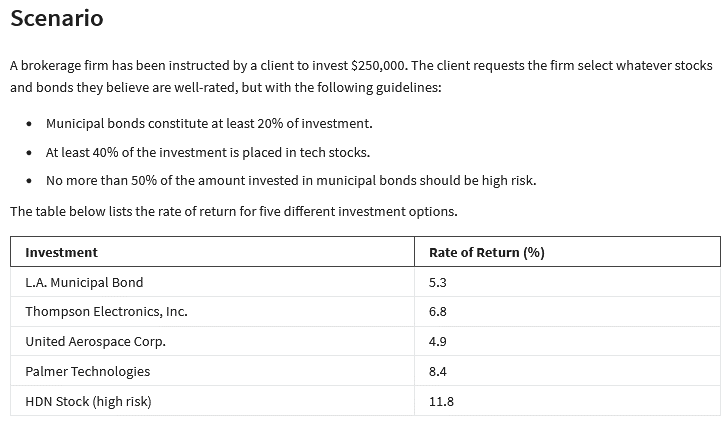 Scenario
A brokerage firm has been instructed by a client to invest $250,000. The client requests the firm select whatever stocks
and bonds they believe are well-rated, but with the following guidelines:
• Municipal bonds constitute at least 20% of investment.
• At least 40% of the investment is placed in tech stocks.
• No more than 50% of the amount invested in municipal bonds should be high risk.
The table below lists the rate of return for five different investment options.
Investment Rate of Return (%)
L.A. Municipal Bond 5.3
Thompson Electronics, Inc. 6.8
United Aerospace Corp. 4.9
Palmer Technologies 8.4
HDN Stock (high risk) 11.8